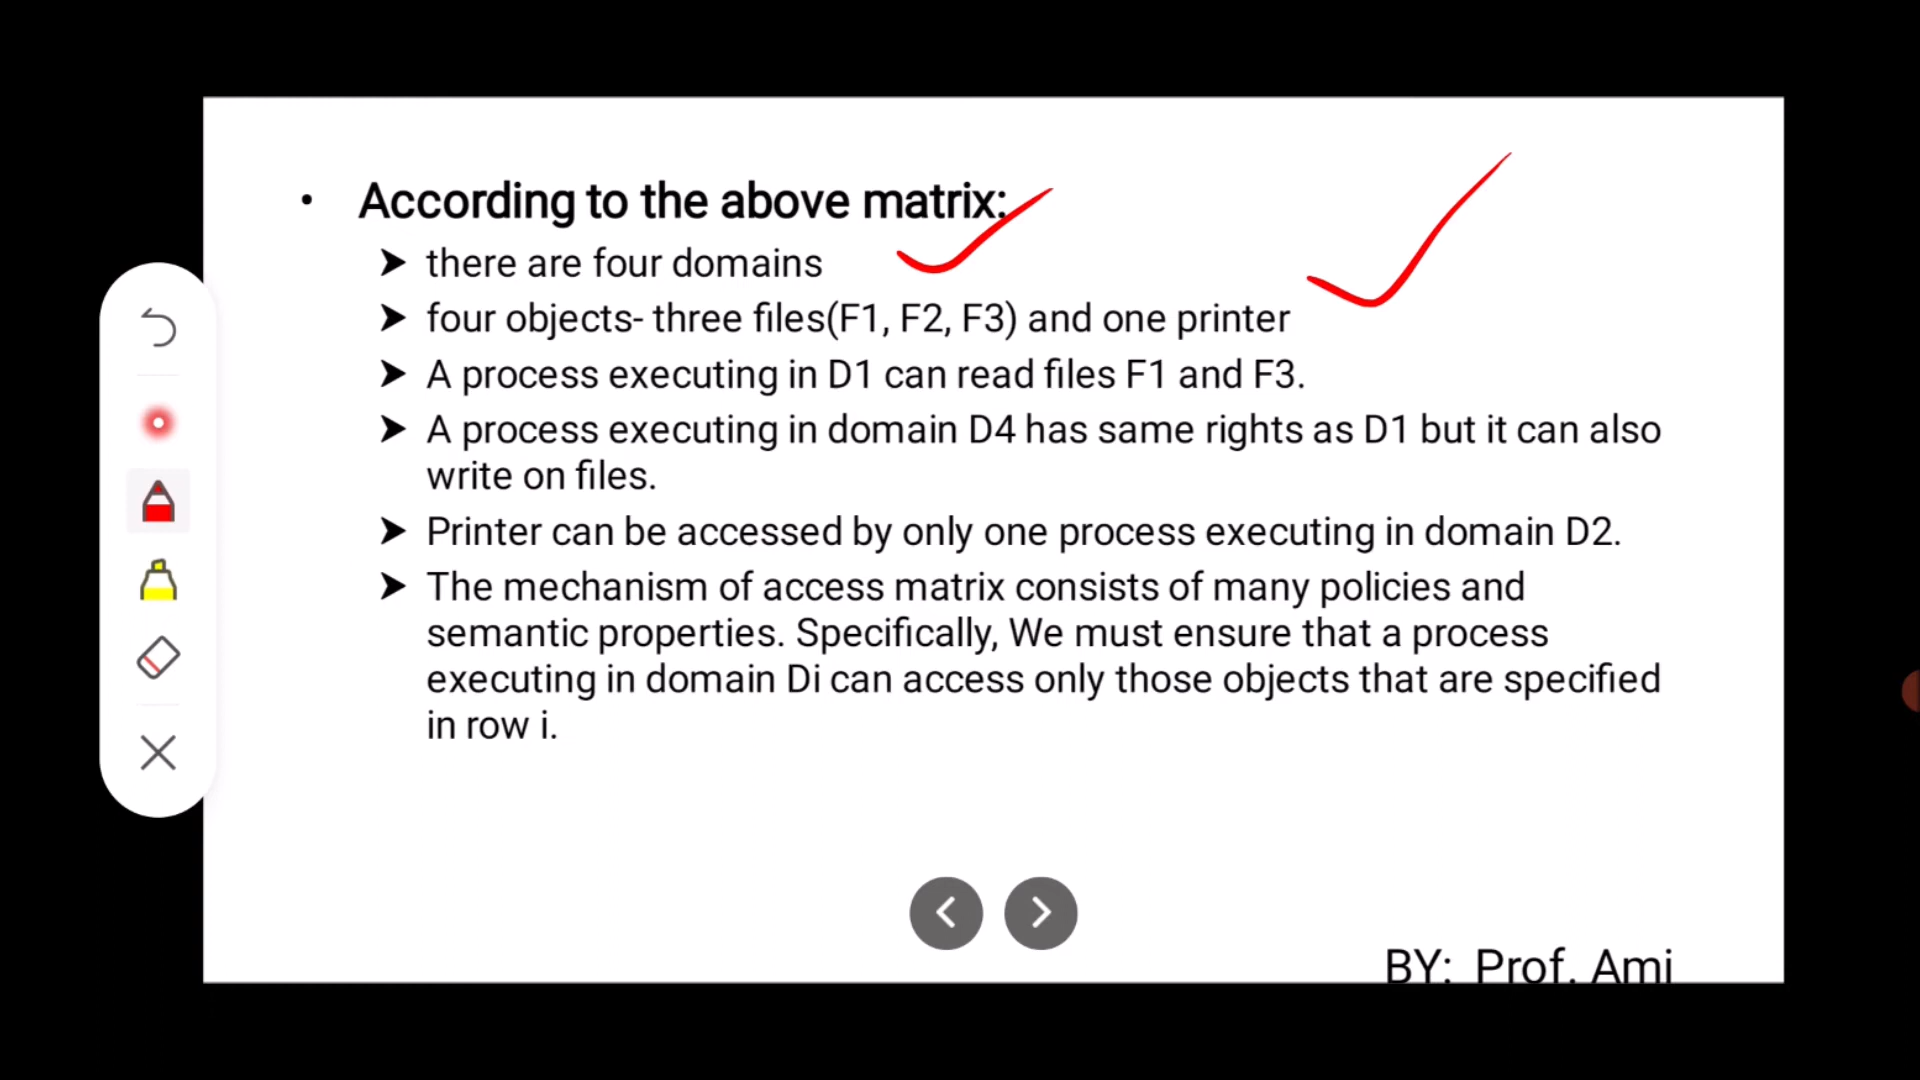 • According to the above matrix:
➤ there are four domains
➤ four objects- three files(F1, F2, F3) and one printer
➤ A process executing in D1 can read files F1 and F3.
➤ A process executing in domain D4 has same rights as D1 but it can also
write on files.
➤ Printer can be accessed by only one process executing in domain D2.
➤ The mechanism of access matrix consists of many policies and
semantic properties. Specifically, We must ensure that a process
executing in domain Di can access only those objects that are specified
in row i.
BY: Prof. Ami